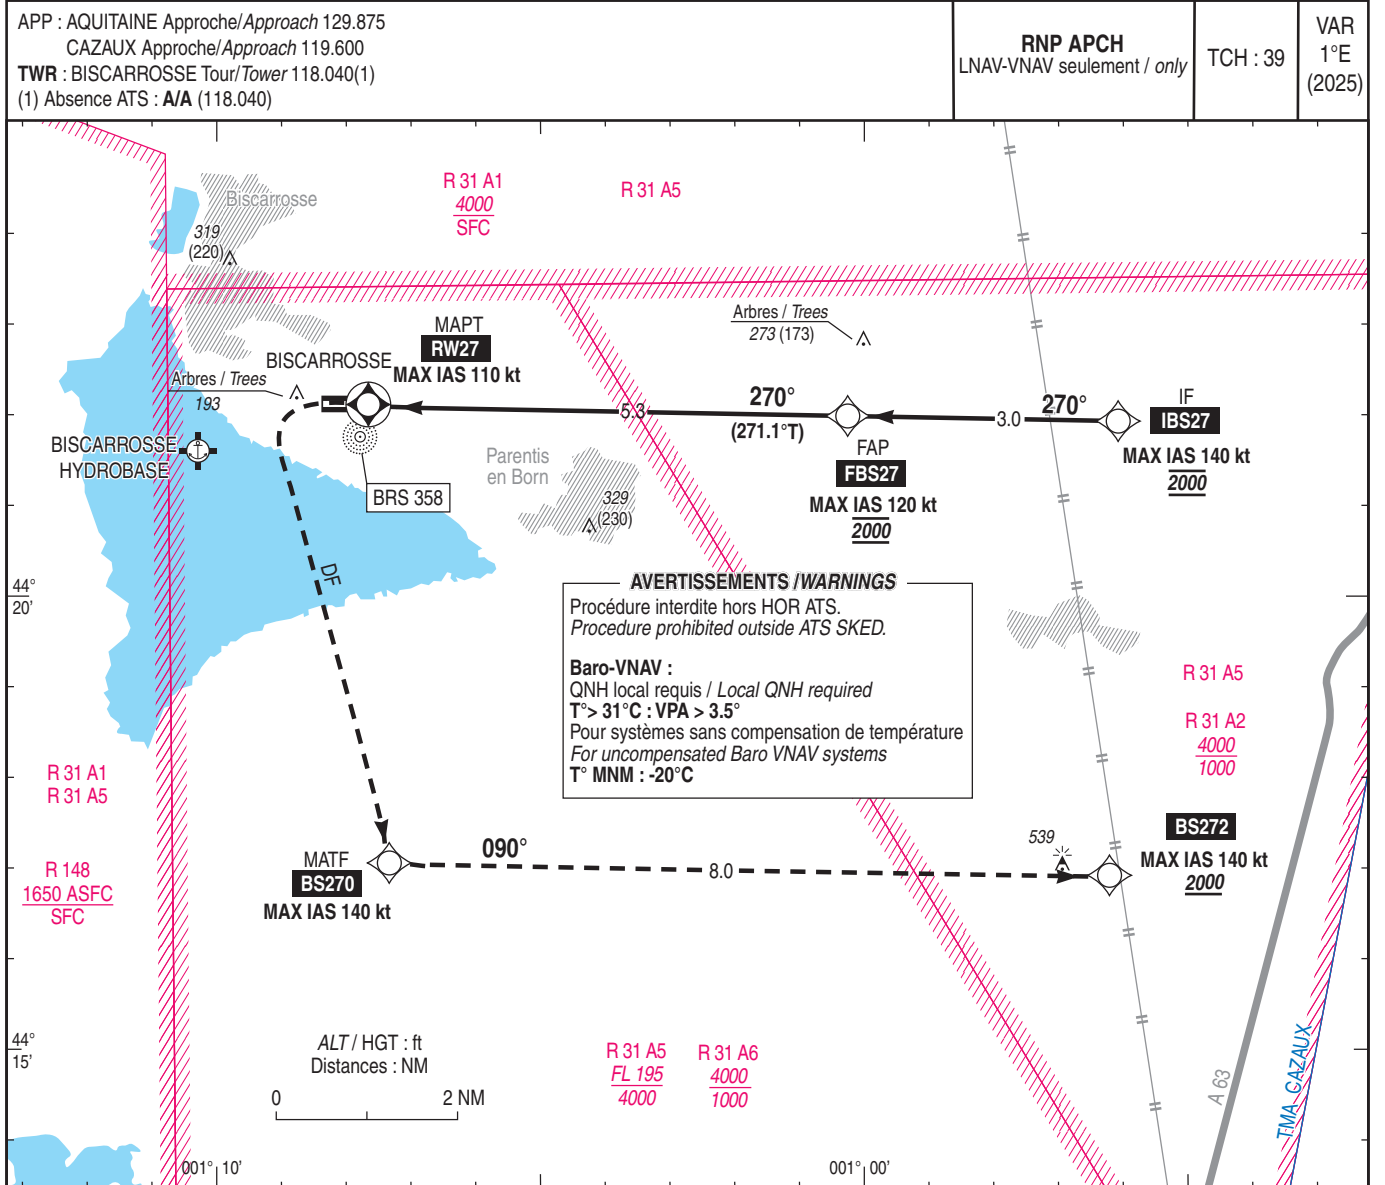 APP : AQUITAINE Approche/Approach 129.875
CAZAUX Approche/Approach 119.600
TWR : BISCARROSSE Tour/Tower 118.040(1)
(1) Absence ATS : A/A (118.040)
RNP APCH
LNAV-VNAV seulement / only
TCH : 39
VAR
1°E
(2025)
R 31 A1
4000
SFC
R 31 A5
Biscarrosse
319
(220)
Arbres / Trees
273 (173)
MAPT
RW27
MAX IAS 110 kt
BISCARROSSE
Arbres / Trees
193
BISCARROSSE
HYDROBASE
BRS 358
5.3
270°
(271.1°T)
3.0
270°
IF
IBS27
MAX IAS 140 kt
2000
FAP
FBS27
MAX IAS 120 kt
2000
Parentis
en Born
329
(230)
DF
44°
20'
AVERTISSEMENTS /WARNINGS
Procédure interdite hors HOR ATS.
Procedure prohibited outside ATS SKED.
Baro-VNAV :
QNH local requis / Local QNH required
T°> 31°C : VPA > 3.5°
Pour systèmes sans compensation de température
For uncompensated Baro VNAV systems
T° MNM : -20°C
R 31 A5
R 31 A2
4000
1000
R 31 A1
R 31 A5
R 148
1650 ASFC
SFC
MATF
BS270
MAX IAS 140 kt
090°
8.0
539
BS272
MAX IAS 140 kt
2000
44°
15'
ALT / HGT : ft
Distances : NM
0 2 NM
R 31 A5
FL 195
4000
R 31 A6
4000
1000
A 63
TMA CAZAUX
001° 10'
001° 00'